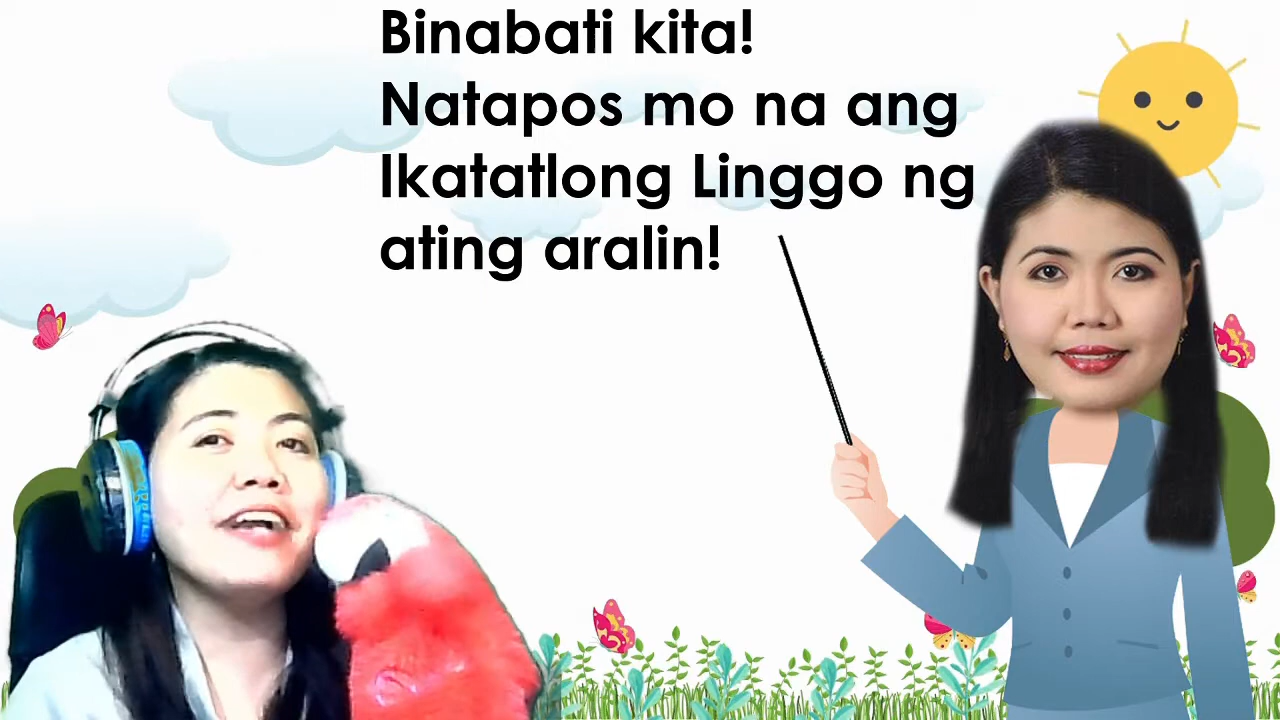 Binabati kita!
Natapos mo na ang
Ikatatlong Linggo ng
ating aralin!